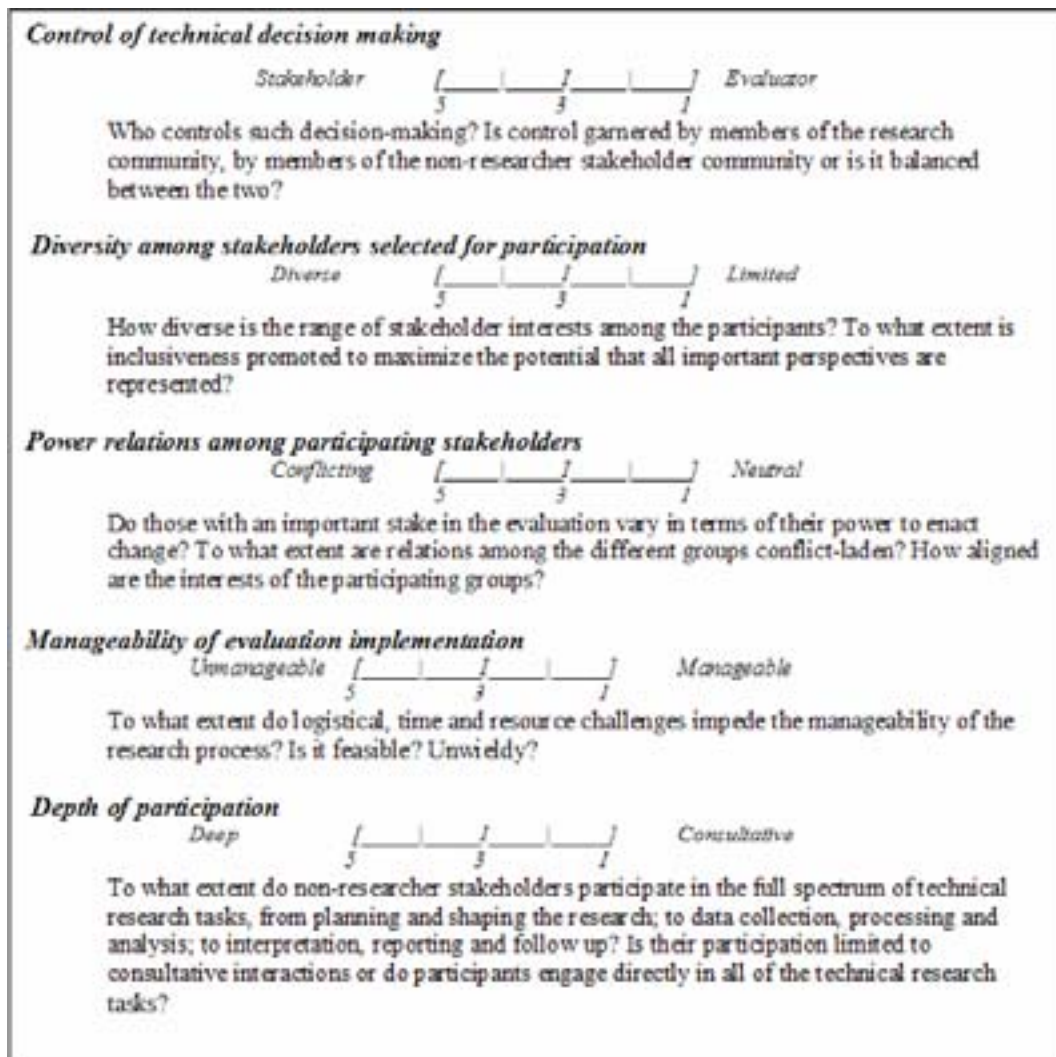 Control of technical decision making
Stakeholder [____|____]____|____] Evaluator
5 3 1
Who controls such decision-making? Is control garnered by members of the research
community, by members of the non-researcher stakeholder community or is it balanced
between the two?
Diversity among stakeholders selected for participation
Diverse [____|____]____|____] Limited
5 3 1
How diverse is the range of stakeholder interests among the participants? To what extent is
inclusiveness promoted to maximize the potential that all important perspectives are
represented?
Power relations among participating stakeholders
Conflicting [____|____]____|____] Neutral
5 3 1
Do those with an important stake in the evaluation vary in terms of their power to enact
change? To what extent are relations among the different groups conflict-laden? How aligned
are the interests of the participating groups?
Manageability of evaluation implementation
Unmanageable [____|____]____|____] Manageable
5 3 1
To what extent do logistical, time and resource challenges impede the manageability of the
research process? Is it feasible? Unwieldy?
Depth of participation
Deep [____|____]____|____] Consultative
5 3 1
To what extent do non-researcher stakeholders participate in the full spectrum of technical
research tasks, from planning and shaping the research; to data collection, processing and
analysis; to interpretation, reporting and follow up? Is their participation limited to
consultative interactions or do participants engage directly in all of the technical research
tasks?